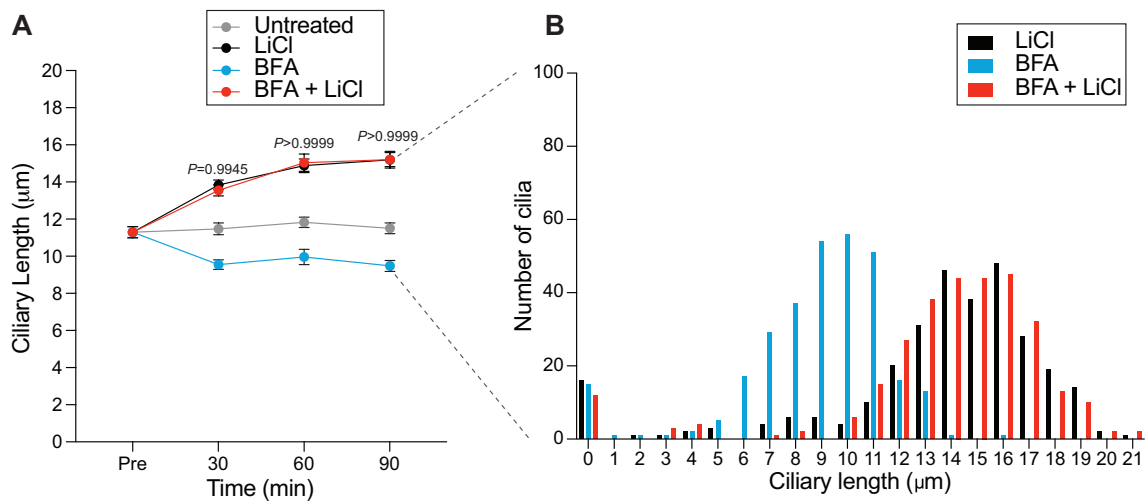 A
Untreated
LiCl
BFA
BFA + LiCl
Ciliary Length (μm)
20
18
16
14
12
10
8
6
4
2
0
P=0.9945
P>0.9999
P>0.9999
Pre
30
60
90
Time (min)
B
LiCl
BFA
BFA + LiCl
Number of cilia
100
80
60
40
20
0
0 1 2 3 4 5 6 7 8 9 10 11 12 13 14 15 16 17 18 19 20 21
Ciliary length (μm)